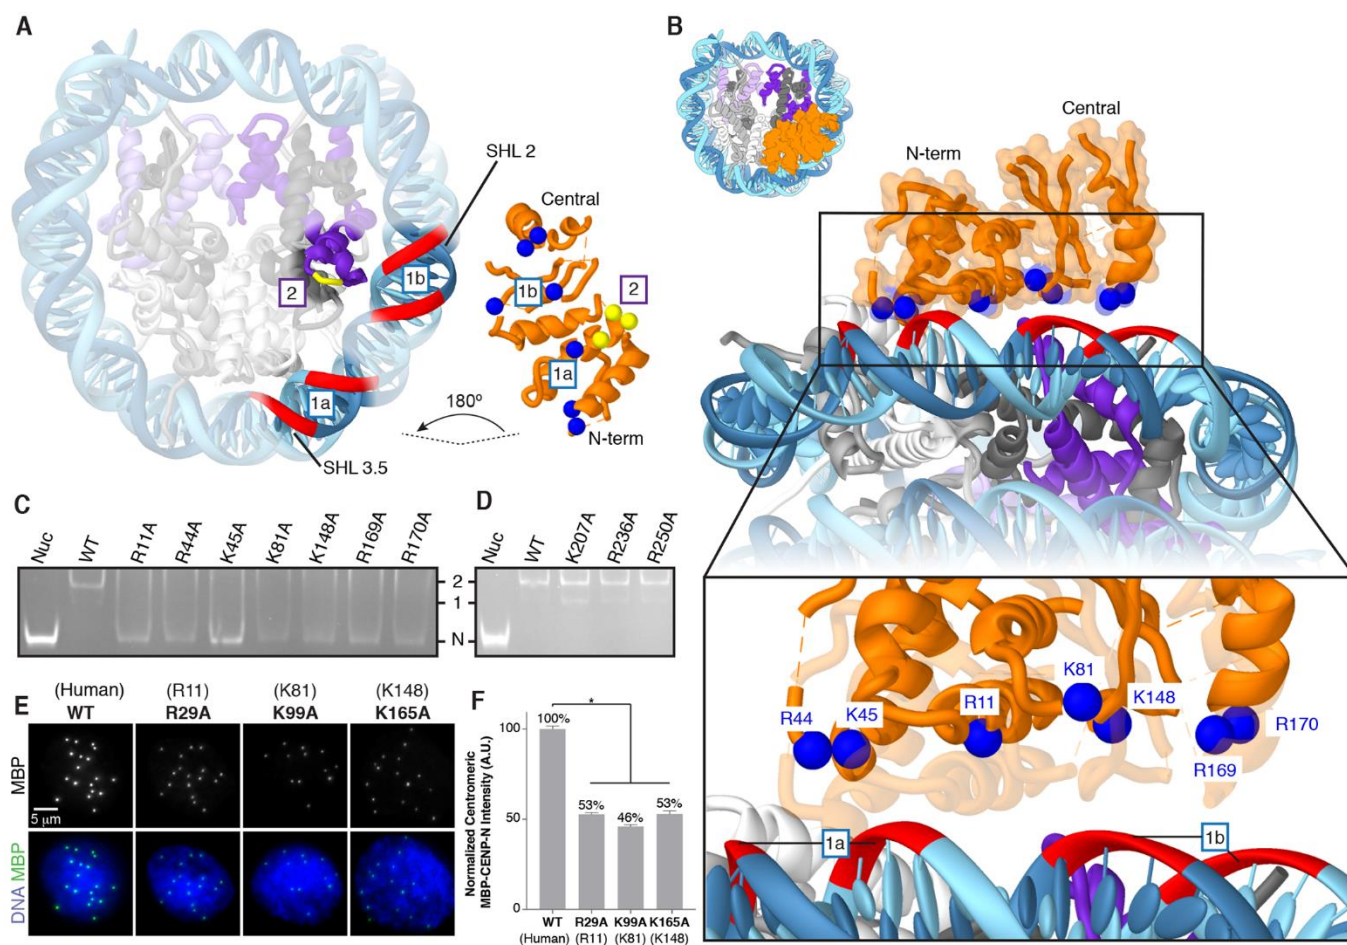 A
SHL 2
Central
1b
2
2
1b
1a
1a
180º
N-term
SHL 3.5
B
Central
N-term
C
Nuc
WT
R11A
R44A
K45A
K81A
K148A
R169A
R170A
D
Nuc
WT
K207A
R236A
R250A
2
1
N
E
(Human)
WT
(R11)
R29A
(K81)
K99A
(K148)
K165A
MBP
5 µm
DNA MBP
F
Normalized Centromeric
MBP-CENP-N Intensity (A.U.)
100
50
0
100%
*
53%
46%
53%
WT
(Human)
R29A
(R11)
K99A
(K81)
K165A
(K148)
K81
R11
K148
R44
K45
R170
R169
1a
1b